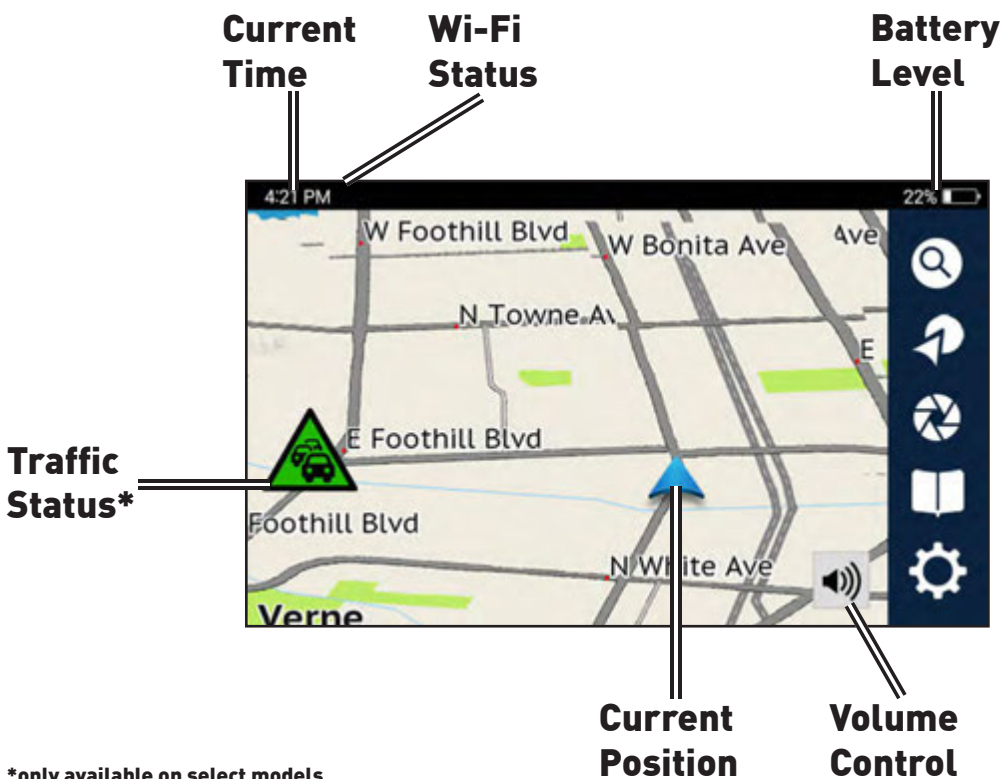 Current Time
Wi-Fi Status
Battery Level
4:21 PM
22%
W Foothill Blvd
W Bonita Ave
Ave
N Towne Av
E
E Foothill Blvd
Traffic Status*
Foothill Blvd
N White Ave
Verne
Current Position
Volume Control
*only available on select models